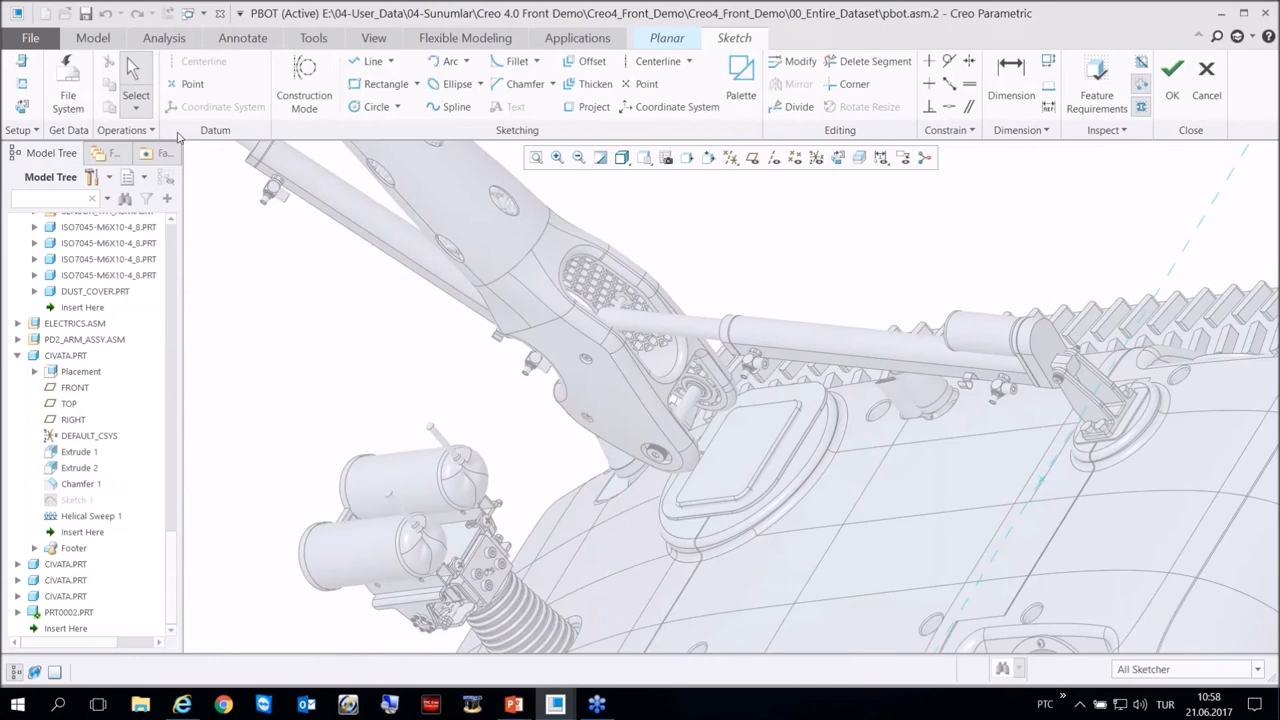 PBOT (Active) E:\04-User_Data\04-Sunumlar\Creo 4.0 Front Demo\Creo4_Front_Demo\Creo4_Front_Demo\00_Entire_Dataset\pbot.asm.2 - Creo Parametric
File Model Analysis Annotate Tools View Flexible Modeling Applications Planar Sketch
Centerline Line Arc Fillet Offset Centerline Modify Delete Segment
Point Rectangle Ellipse Chamfer Thicken Point Mirror Corner
File System Select Coordinate System Construction Mode Circle Spline Text Project Coordinate System Palette Divide Rotate Resize Dimension Feature Requirements OK Cancel
Setup Get Data Operations Datum Sketching Editing Constrain Dimension Inspect Close
Model Tree F... Fa...
Model Tree
ISO7045-M6X10-4_8.PRT
ISO7045-M6X10-4_8.PRT
ISO7045-M6X10-4_8.PRT
ISO7045-M6X10-4_8.PRT
DUST_COVER.PRT
Insert Here
ELECTRICS.ASM
PD2_ARM_ASSY.ASM
CIVATA.PRT
Placement
FRONT
TOP
RIGHT
DEFAULT_CSYS
Extrude 1
Extrude 2
Chamfer 1
Sketch 1
Helical Sweep 1
Insert Here
Footer
CIVATA.PRT
CIVATA.PRT
CIVATA.PRT
PRT0002.PRT
Insert Here
All Sketcher
PTC TUR 10:58
21.06.2017